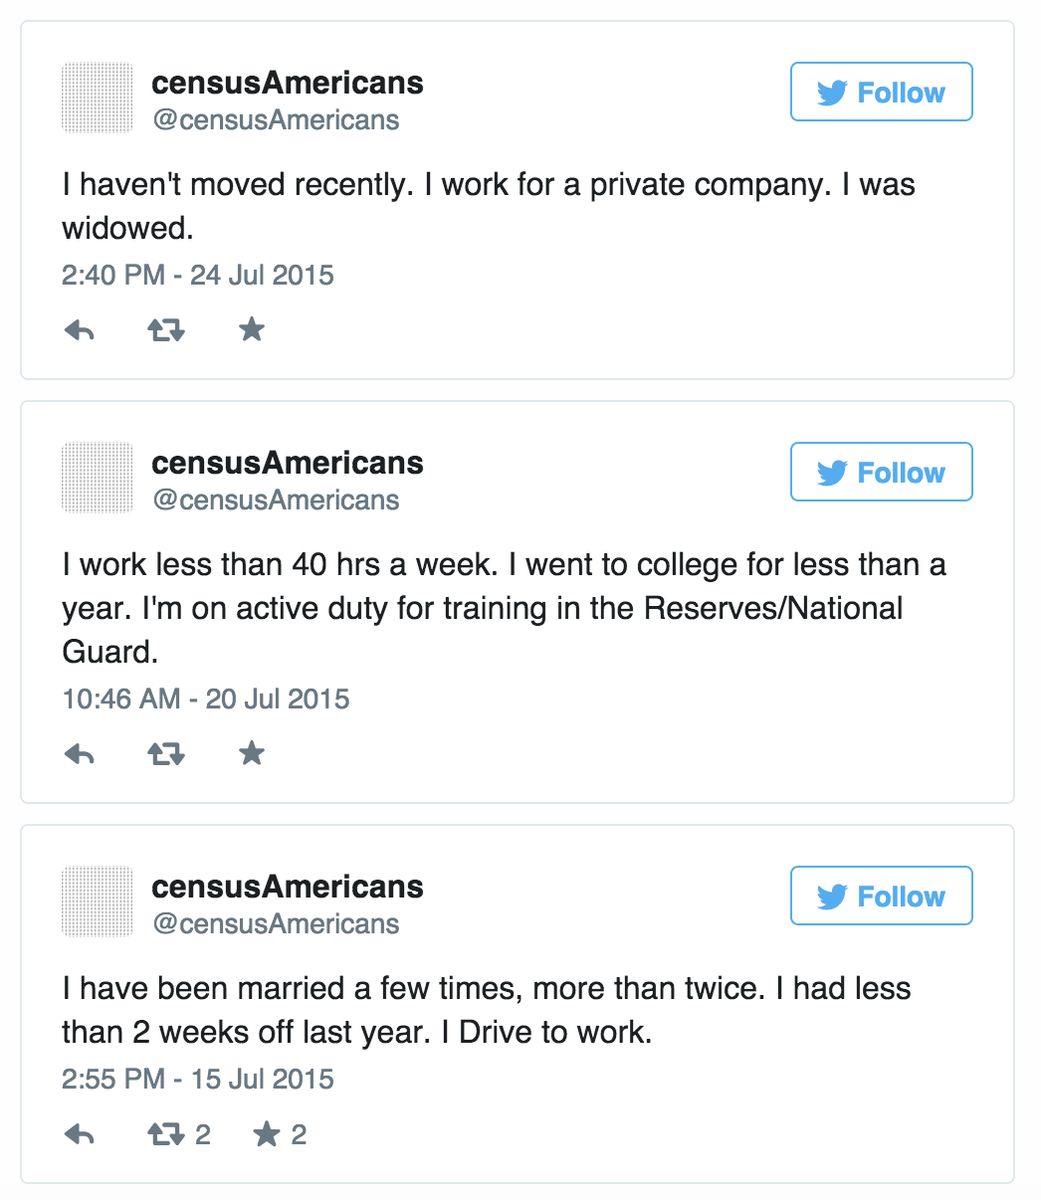 censusAmericans
@censusAmericans
Follow
I haven't moved recently. I work for a private company. I was
widowed.
2:40 PM - 24 Jul 2015
censusAmericans
@censusAmericans
Follow
I work less than 40 hrs a week. I went to college for less than a
year. I'm on active duty for training in the Reserves/National
Guard.
10:46 AM - 20 Jul 2015
censusAmericans
@censusAmericans
Follow
I have been married a few times, more than twice. I had less
than 2 weeks off last year. I Drive to work.
2:55 PM - 15 Jul 2015
2 2